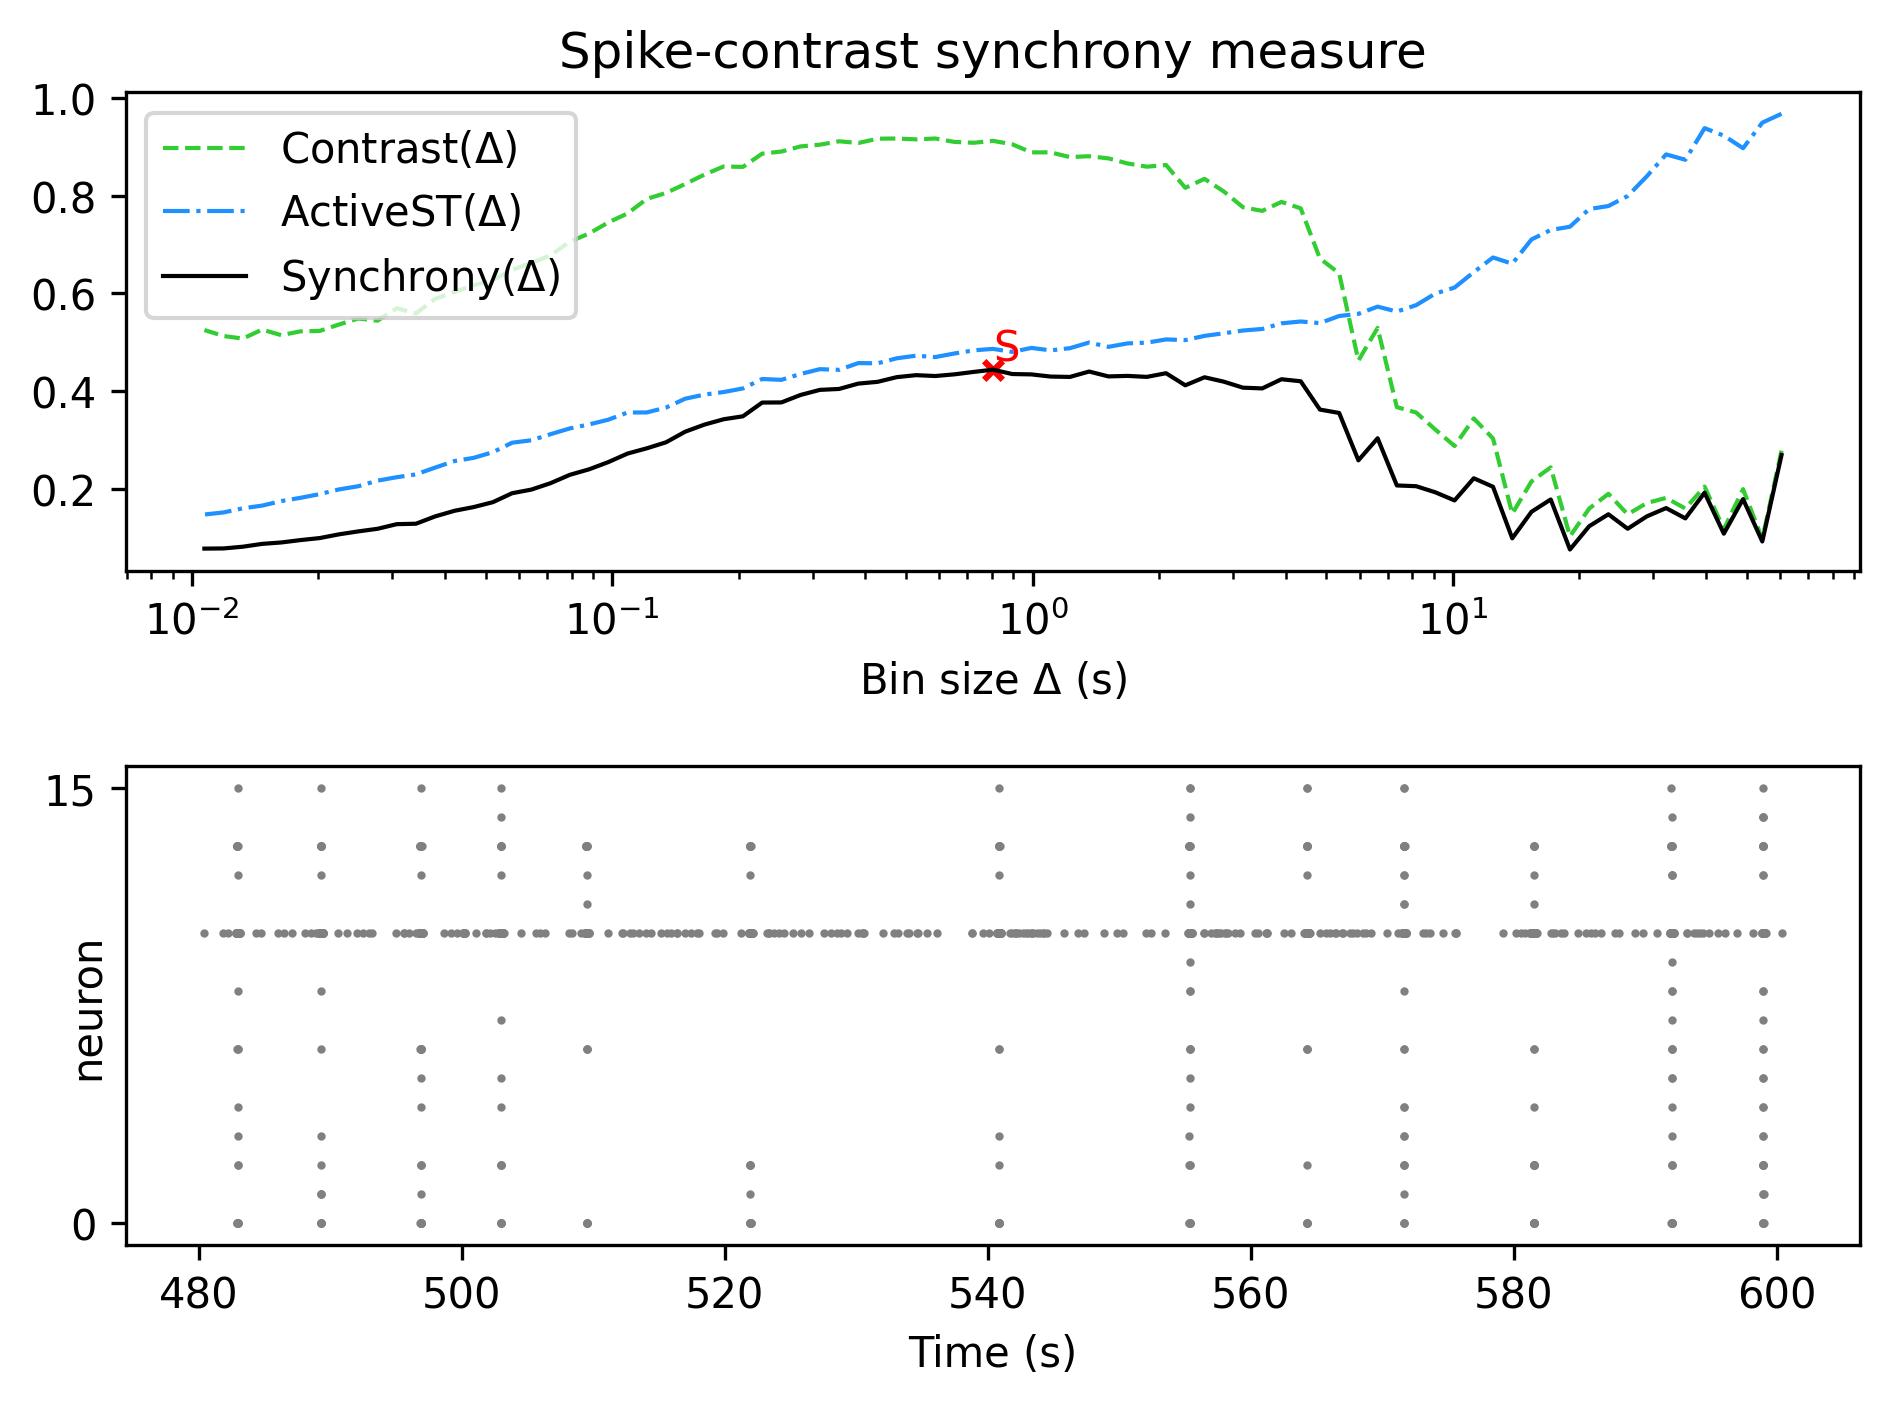 Spike-contrast synchrony measure
1.0
0.8
0.6
0.4
0.2
Contrast(Δ)
ActiveST(Δ)
Synchrony(Δ)
S
10⁻² 10⁻¹ 10⁰ 10¹
Bin size Δ (s)
15
0
neuron
480 500 520 540 560 580 600
Time (s)